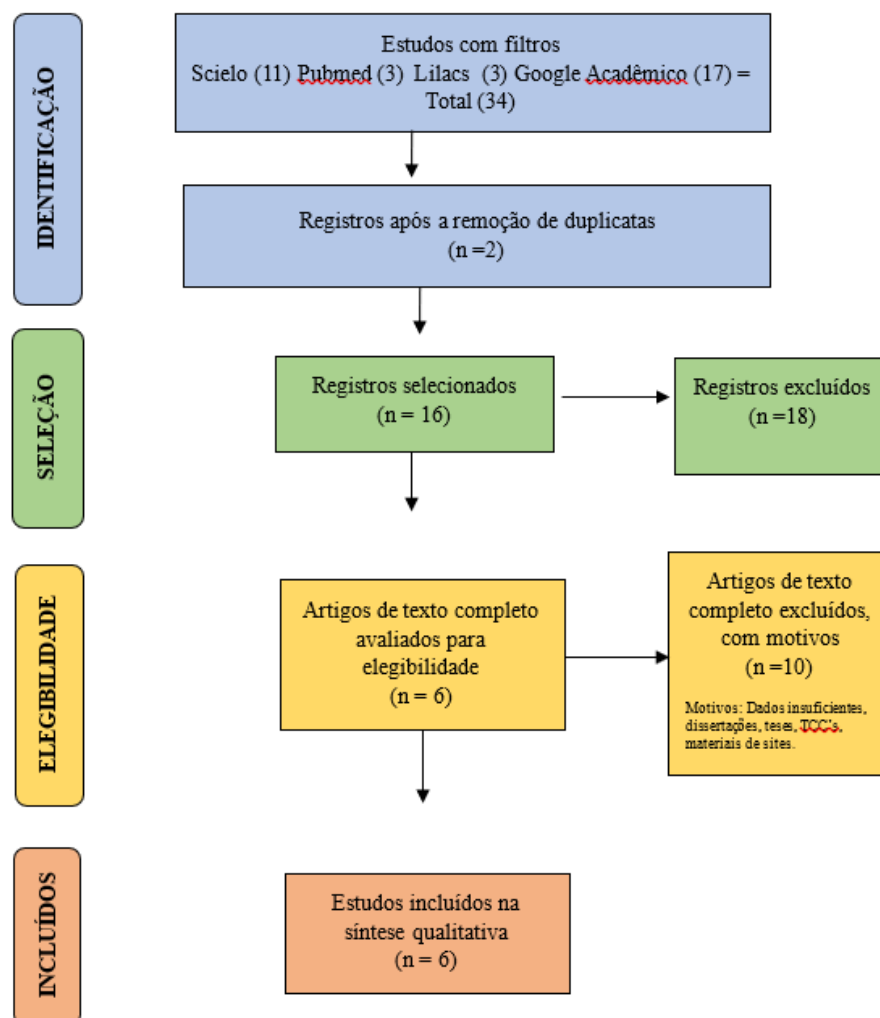 IDENTIFICAÇÃO
Estudos com filtros
Scielo (11) Pubmed (3) Lilacs (3) Google Acadêmico (17) =
Total (34)
Registros após a remoção de duplicatas
(n =2)
SELEÇÃO
Registros selecionados
(n = 16)
Registros excluídos
(n =18)
ELEGIBILIDADE
Artigos de texto completo
avaliados para
elegibilidade
(n = 6)
Artigos de texto
completo excluídos,
com motivos
(n =10)
Motivos: Dados insuficientes,
dissertações, teses, TCC's,
materiais de sites.
INCLUÍDOS
Estudos incluídos na
síntese qualitativa
(n = 6)